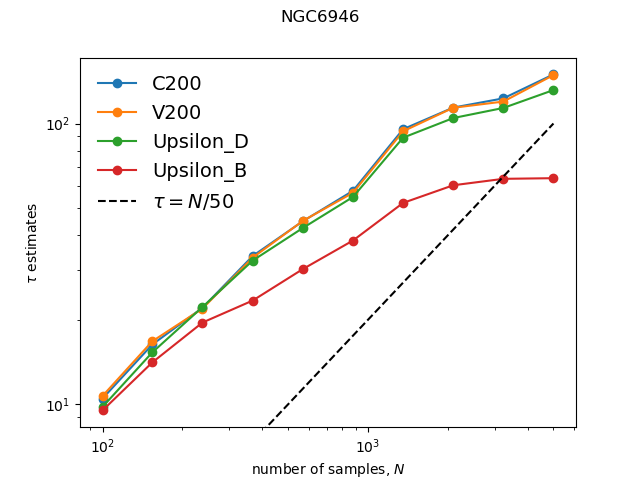 NGC6946
C200
V200
Upsilon_D
Upsilon_B
τ = N/50
10²
10¹
τ estimates
10²
10³
number of samples, N